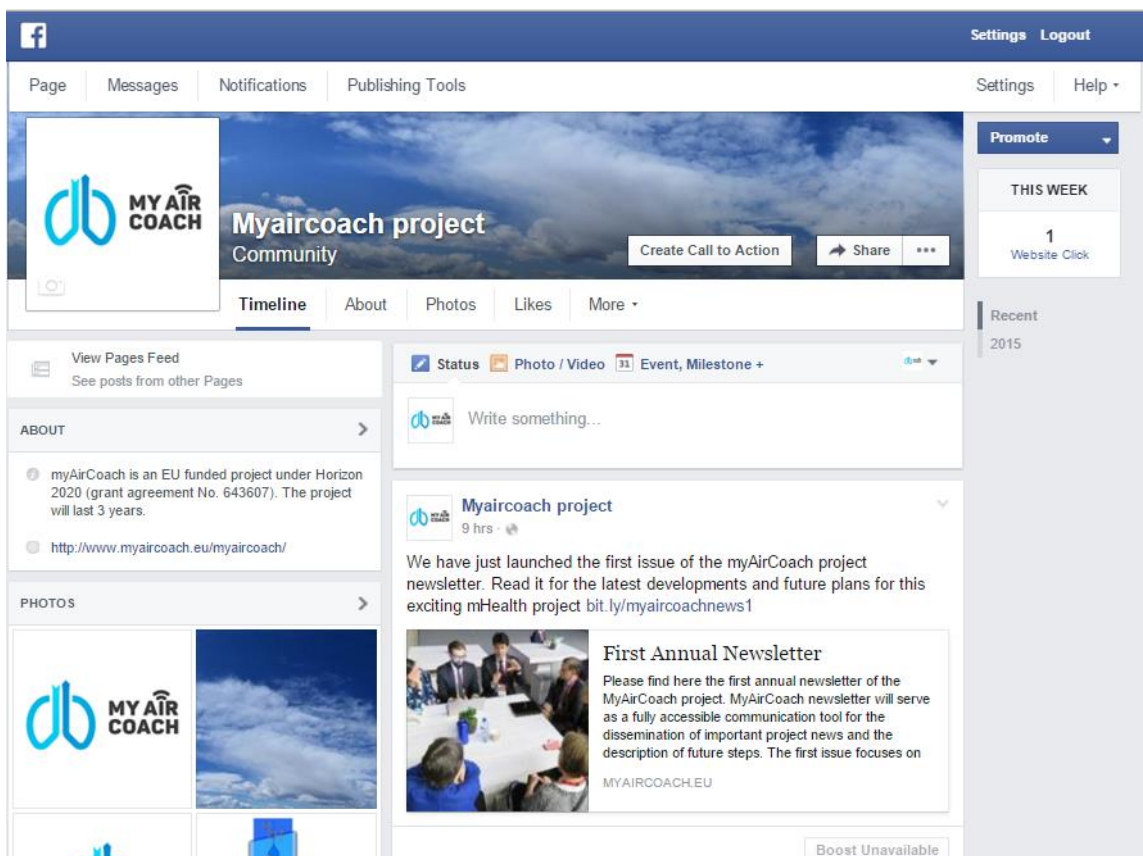 f
Settings Logout
Page Messages Notifications Publishing Tools Settings Help
MY AIR
COACH
Myaircoach project
Community
Create Call to Action Share ...
Timeline About Photos Likes More
Promote
THIS WEEK
1
Website Click
Recent
2015
View Pages Feed
See posts from other Pages
ABOUT
myAirCoach is an EU funded project under Horizon
2020 (grant agreement No. 643607). The project
will last 3 years.
http://www.myaircoach.eu/myaircoach/
PHOTOS
MY AIR
COACH
Status Photo / Video 31 Event, Milestone +
MY AIR
COACH
Write something...
MY AIR
COACH
Myaircoach project
9 hrs ·
We have just launched the first issue of the myAirCoach project
newsletter. Read it for the latest developments and future plans for this
exciting mHealth project bit.ly/myaircoachnews1
First Annual Newsletter
Please find here the first annual newsletter of the
MyAirCoach project. MyAirCoach newsletter will serve
as a fully accessible communication tool for the
dissemination of important project news and the
description of future steps. The first issue focuses on
MYAIRCOACH.EU
Boost Unavailable